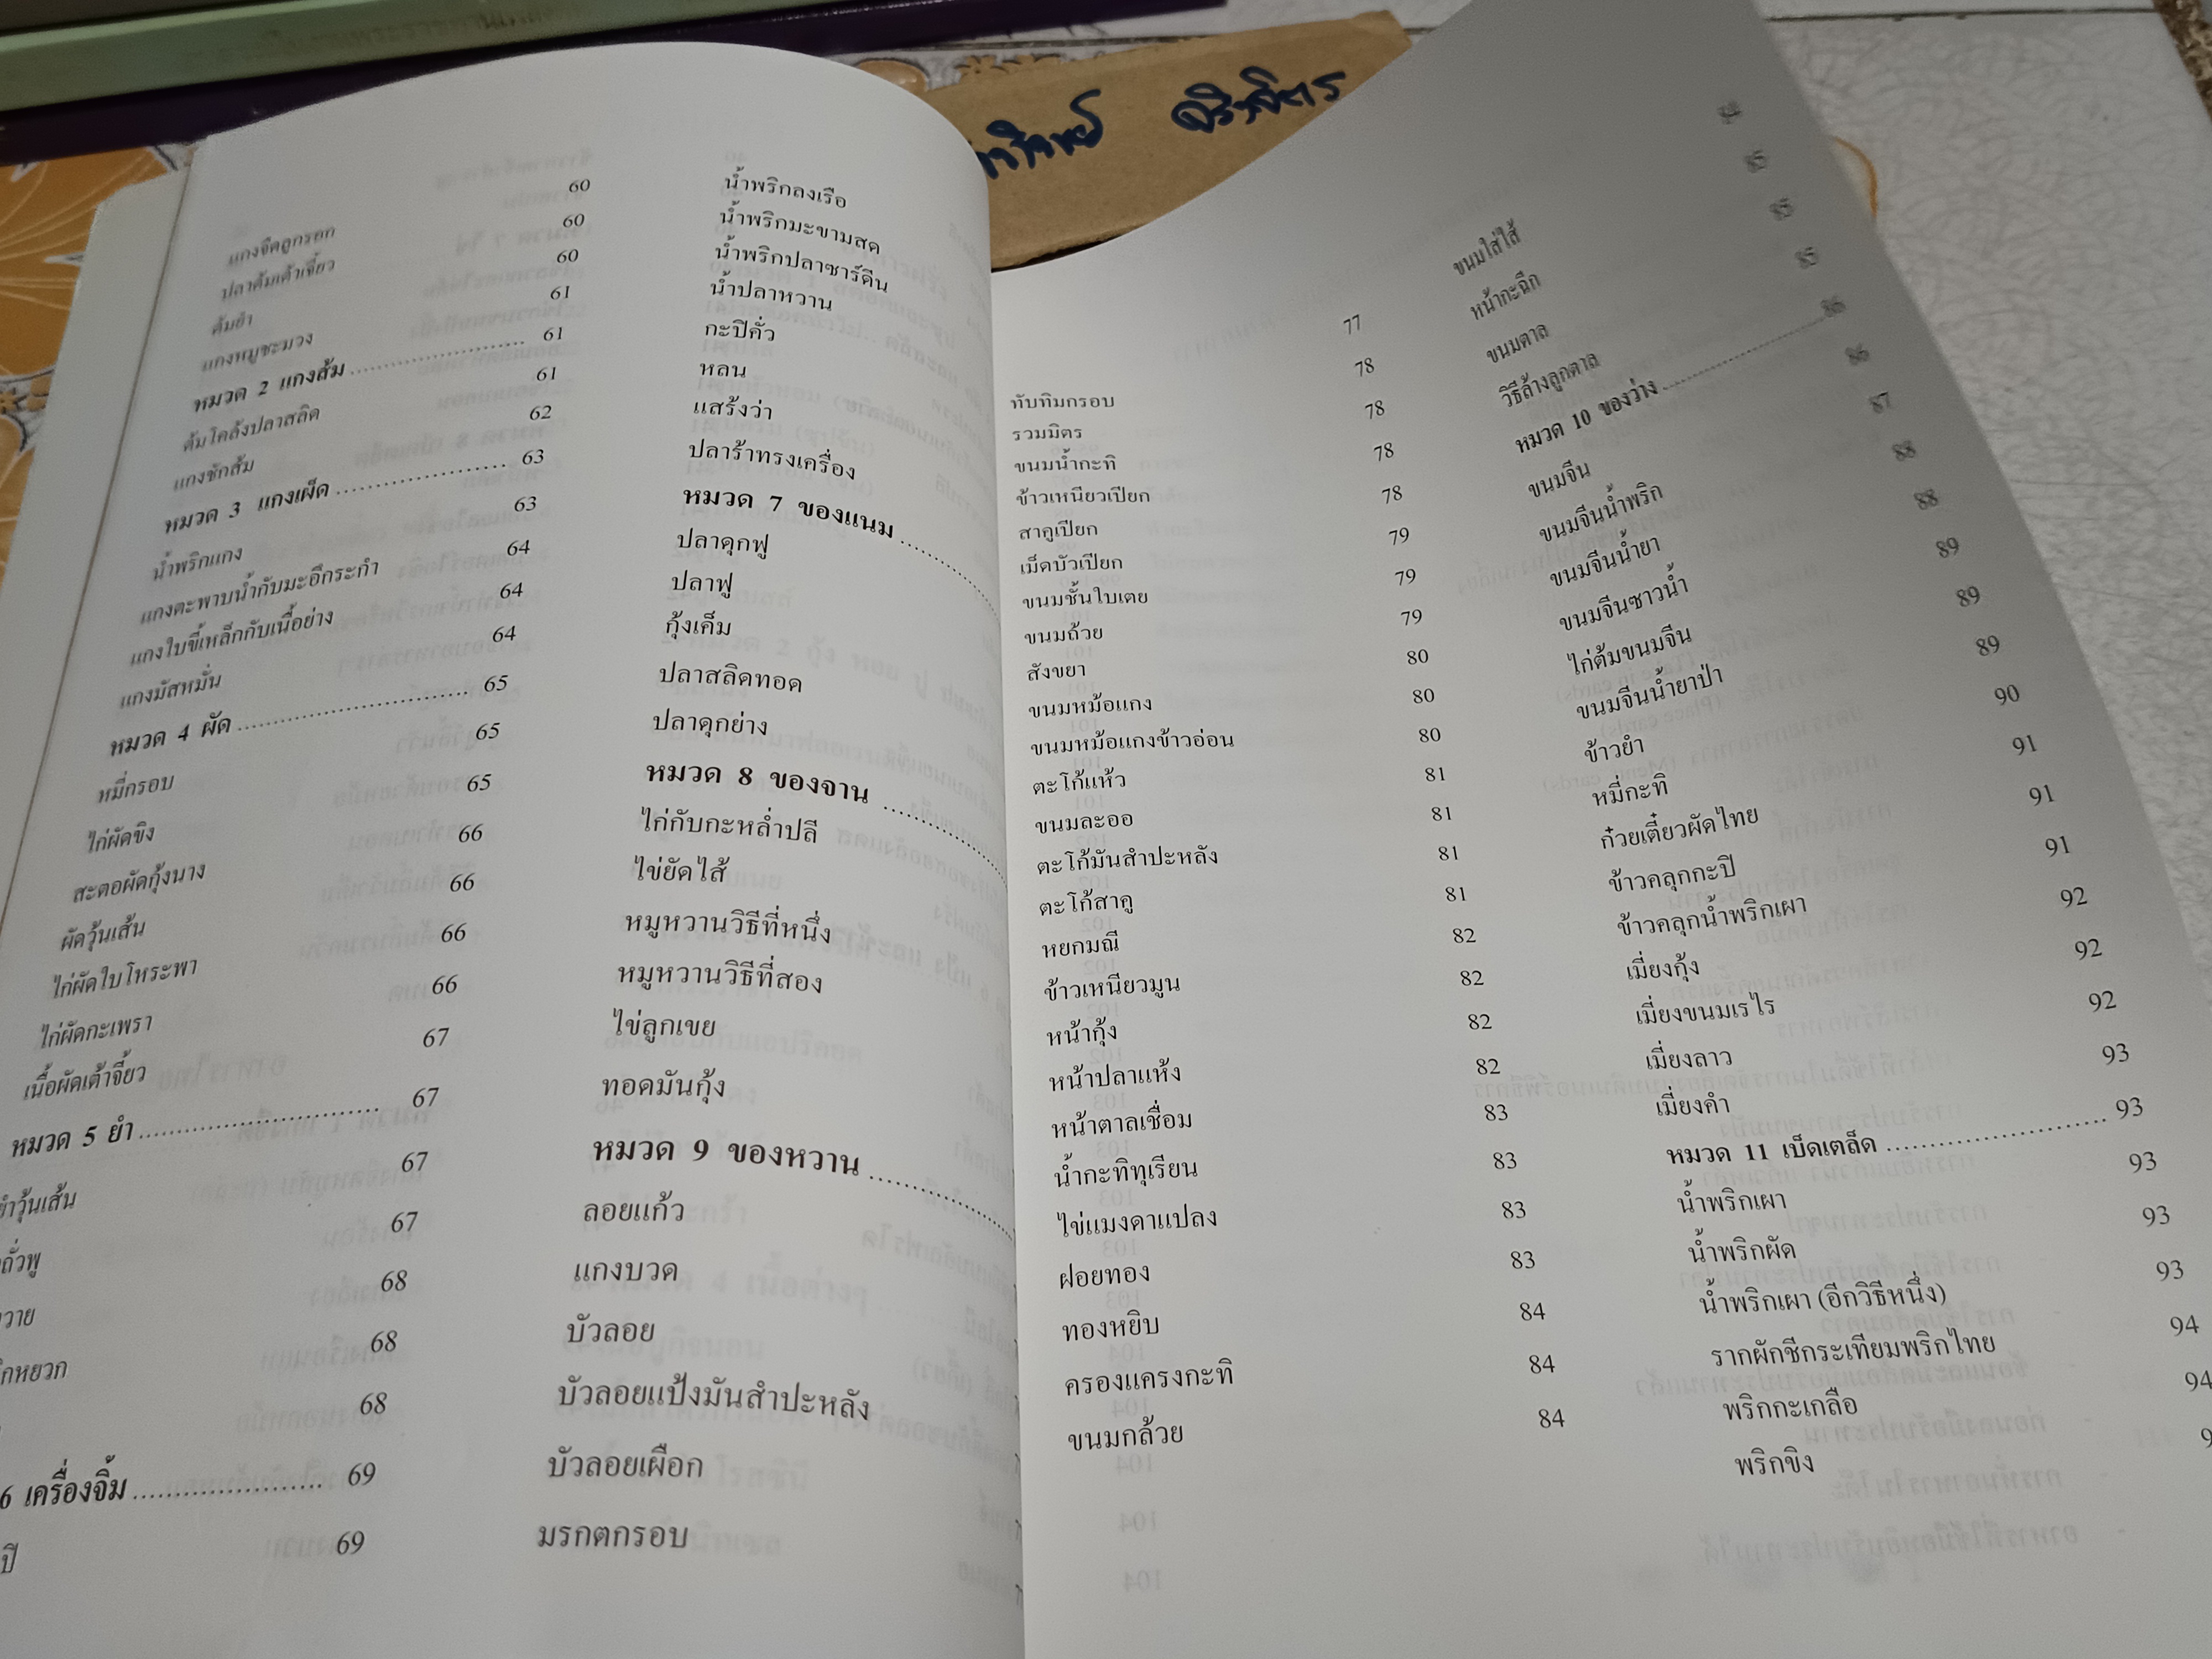 แกงจืดลูกรอก 60
ปลาต้มเต้าเจี้ยว 60
ต้มยำ 60
แกงหมูชะมวง 61
หมวด 2 แกงส้ม 61
ต้มโคล้งปลาสลิด 61
แกงชักส้ม 62
หมวด 3 แกงเผ็ด 63
น้ำพริกแกง 63
แกงตะพาบน้ำกับมะอึกระกำ 64
แกงใบขี้เหล็กกับเนื้อย่าง 64
แกงมัสหมั่น 64
หมวด 4 ผัด 65
หมี่กรอบ 65
ไก่ผัดขิง 65
สะตอผัดกุ้งนาง 66
ผัดวุ้นเส้น 66
ไก่ผัดใบโหระพา 66
ไก่ผัดกะเพรา 66
เนื้อผัดเต้าเจี้ยว 67
หมวด 5 ยำ 67
ยำวุ้นเส้น 67
ถั่วพู 67
68
หยวก 68
68
6 เครื่องจิ้ม 69
69
น้ำพริกลงเรือ
น้ำพริกมะขามสด
น้ำพริกปลาซาร์ดีน
น้ำปลาหวาน
กะปิคั่ว
หลน
แสร้งว่า
ปลาร้าทรงเครื่อง
หมวด 7 ของแนม
ปลาดุกฟู
ปลาฟู
กุ้งเค็ม
ปลาสลิดทอด
ปลาดุกย่าง
หมวด 8 ของจาน
ไก่กับกะหล่ำปลี
ไข่ยัดไส้
หมูหวานวิธีที่หนึ่ง
หมูหวานวิธีที่สอง
ไข่ลูกเขย
ทอดมันกุ้ง
หมวด 9 ของหวาน
ลอยแก้ว
แกงบวด
บัวลอย
บัวลอยแป้งมันสำปะหลัง
บัวลอยเผือก
มรกตกรอบ
ทับทิมกรอบ 77
รวมมิตร 78
ขนมน้ำกะทิ 78
ข้าวเหนียวเปียก 78
สาคูเปียก 78
เม็ดบัวเปียก 79
ขนมชั้นใบเตย 79
ขนมถ้วย 79
สังขยา 80
ขนมหม้อแกง 80
ขนมหม้อแกงข้าวอ่อน 80
ตะโก้แห้ว 81
ขนมละออ 81
ตะโก้มันสำปะหลัง 81
ตะโก้สาคู 81
หยกมณี 82
ข้าวเหนียวมูน 82
หน้ากุ้ง 82
หน้าปลาแห้ง 82
หน้าตาลเชื่อม 83
น้ำกะทิทุเรียน 83
ไข่แมงดาแปลง 83
ฝอยทอง 83
ทองหยิบ 84
ครองแครงกะทิ 84
ขนมกล้วย 84
ขนมใส่ไส้ 84
หน้ากะฉีก 85
ขนมตาล 85
วิธีล้างลูกตาล 85
หมวด 10 ของว่าง 86
ขนมจีน 86
ขนมจีนน้ำพริก 87
ขนมจีนน้ำยา 88
ขนมจีนซาวน้ำ 88
ไก่ต้มขนมจีน 89
ขนมจีนน้ำยาป่า 89
ข้าวยำ 89
หมี่กะทิ 90
ก๋วยเตี๋ยวผัดไทย 91
ข้าวคลุกกะปิ 91
ข้าวคลุกน้ำพริกเผา 91
เมี่ยงกุ้ง 92
เมี่ยงขนมเรไร 92
เมี่ยงลาว 92
เมี่ยงคำ 93
หมวด 11 เบ็ดเตล็ด 93
น้ำพริกเผา 93
น้ำพริกผัด 93
น้ำพริกเผา (อีกวิธีหนึ่ง) 93
รากผักชีกระเทียมพริกไทย 94
พริกกะเกลือ 94
พริกขิง